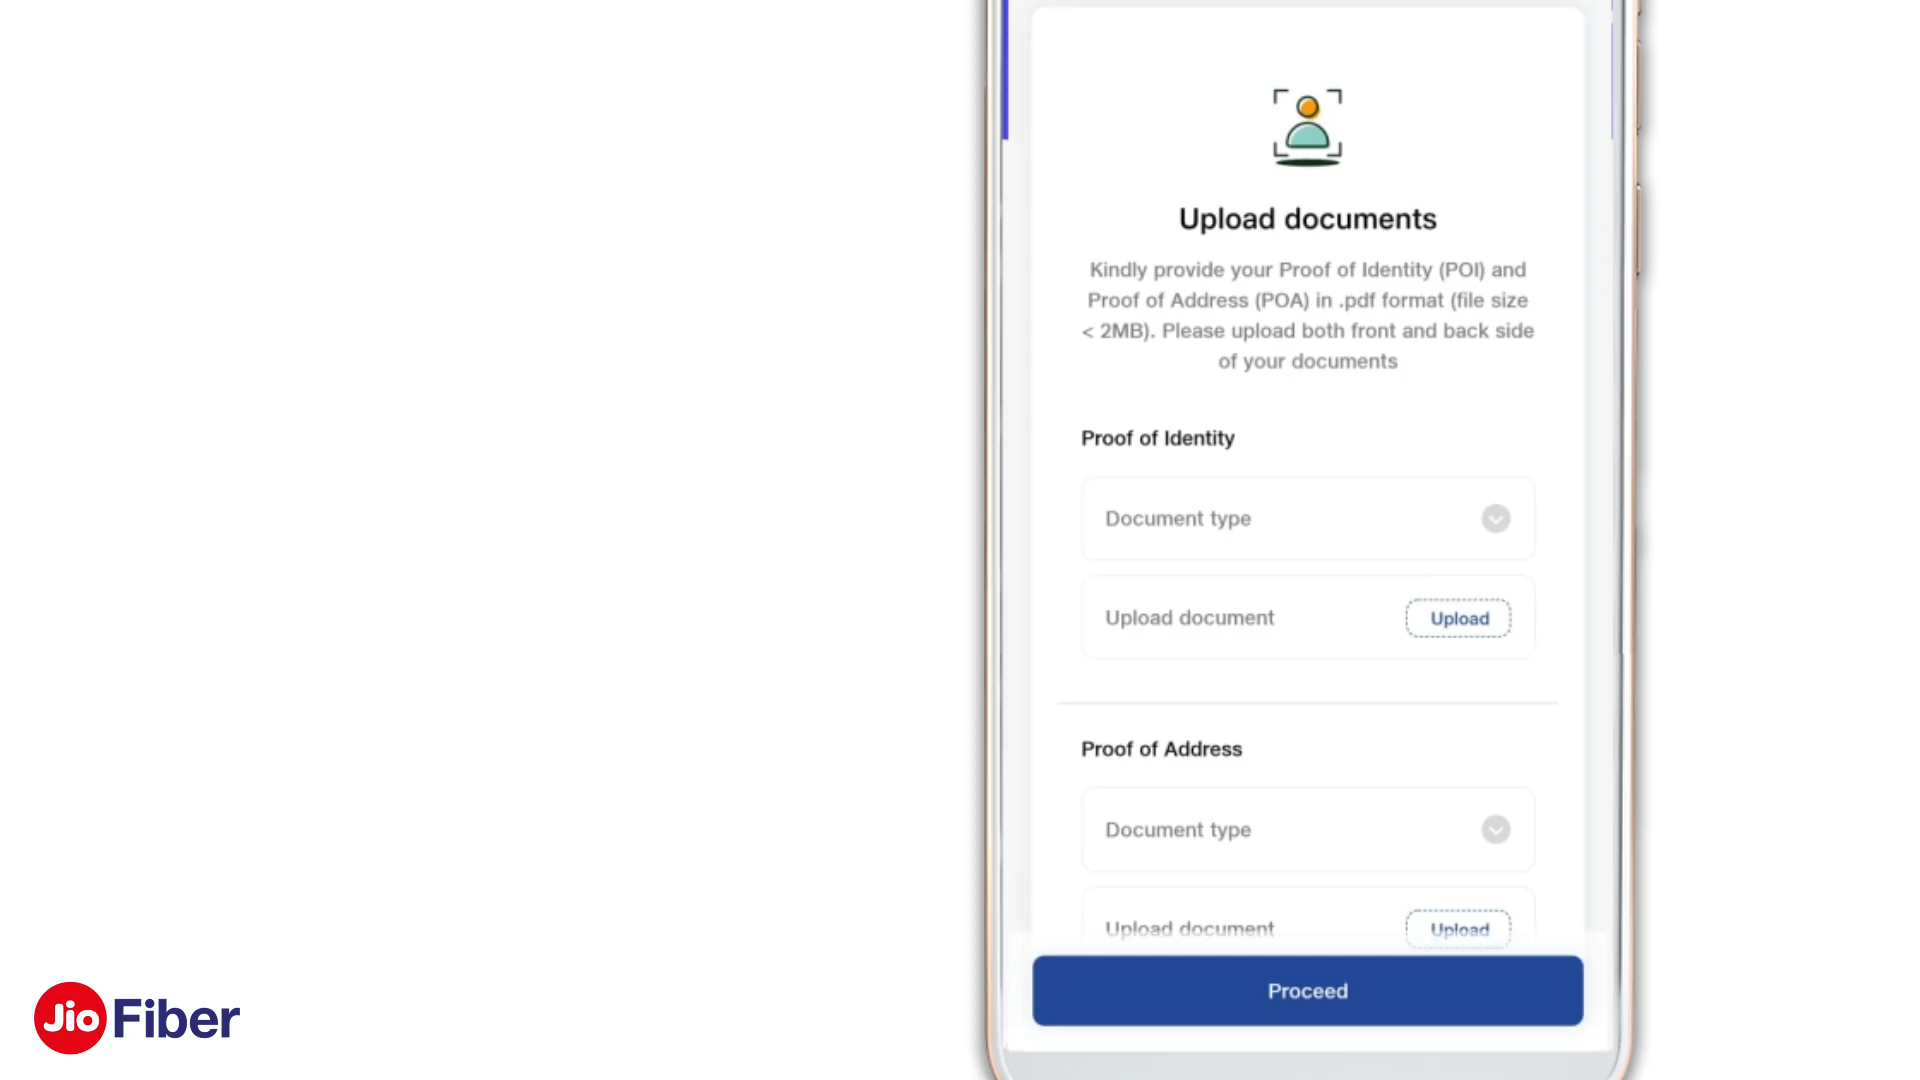 Upload documents
Kindly provide your Proof of Identity (POI) and
Proof of Address (POA) in .pdf format (file size
< 2MB). Please upload both front and back side
of your documents
Proof of Identity
Document type
Upload document Upload
Proof of Address
Document type
Upload document Upload
Proceed
Jio Fiber